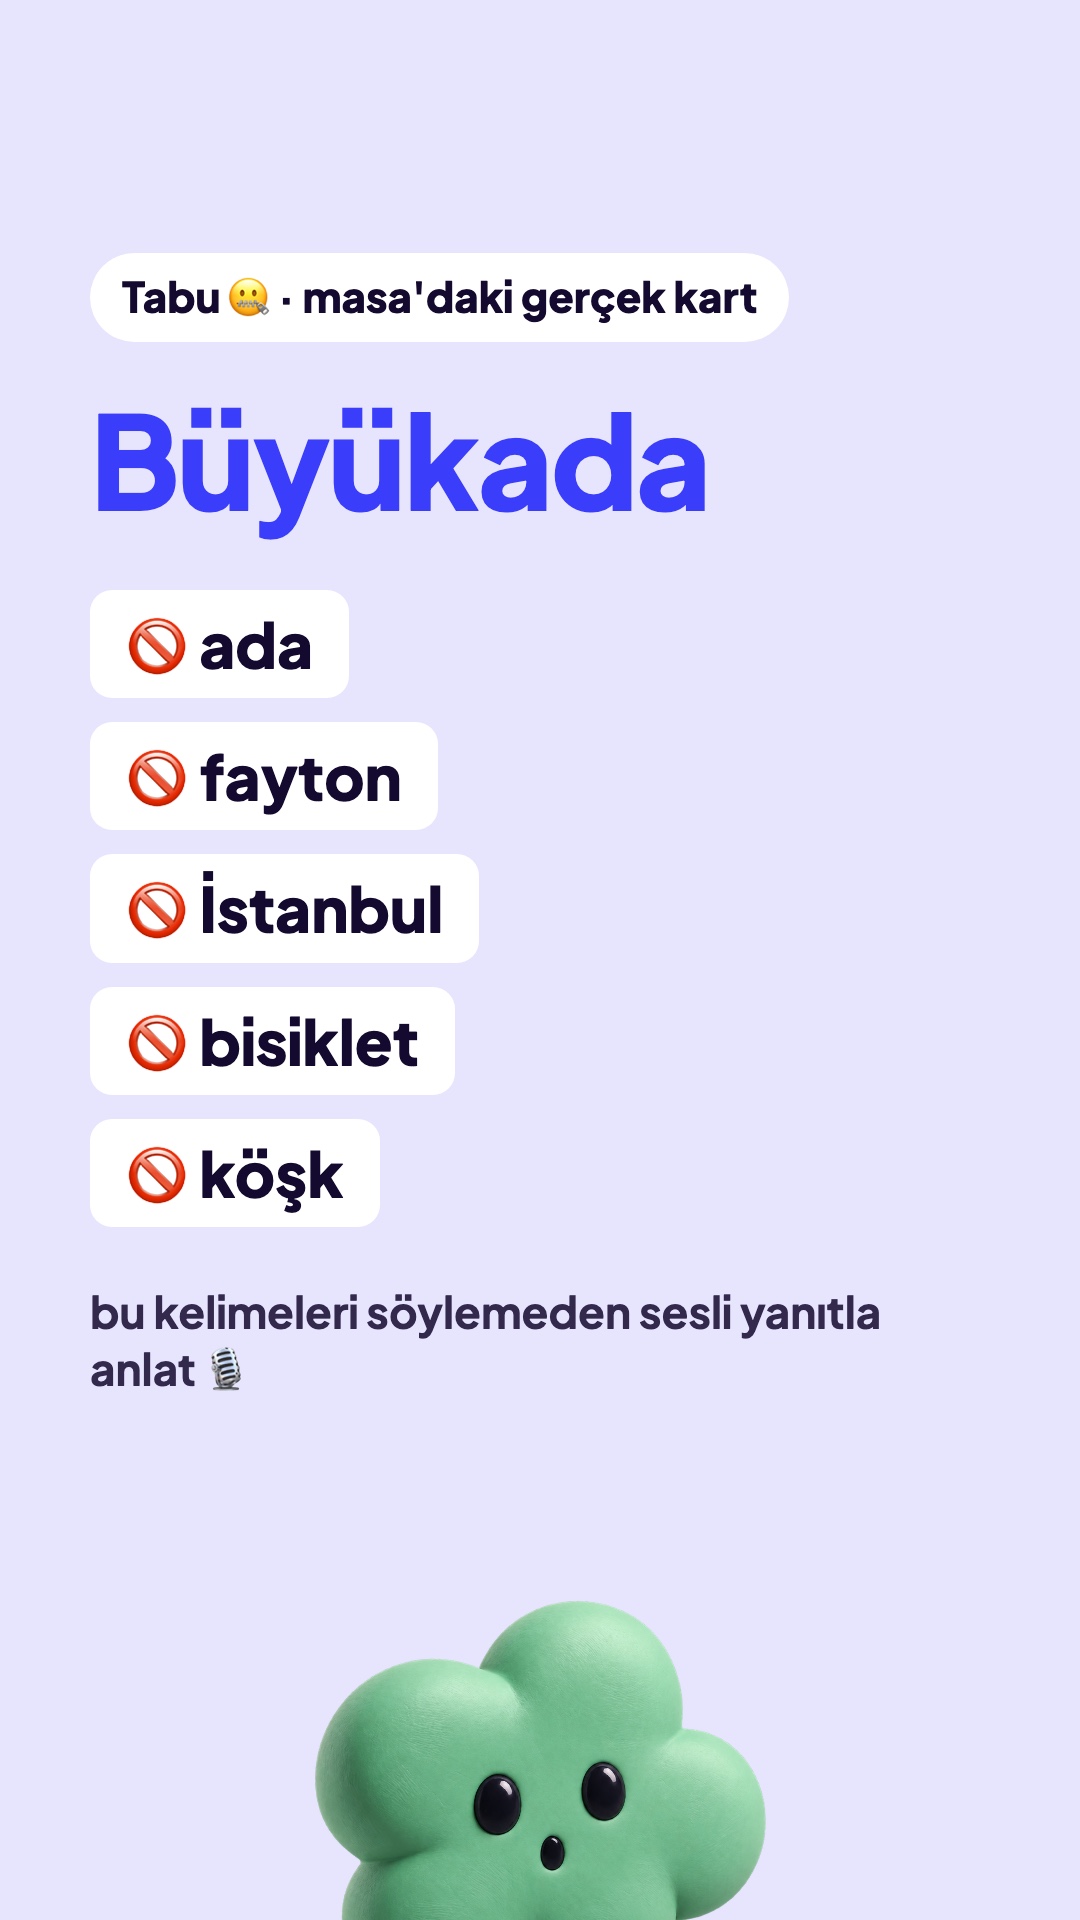 Tabu 🤐 · masa'daki gerçek kart
Büyükada
🚫 ada
🚫 fayton
🚫 İstanbul
🚫 bisiklet
🚫 köşk
bu kelimeleri söylemeden sesli yanıtla
anlat 🎙️